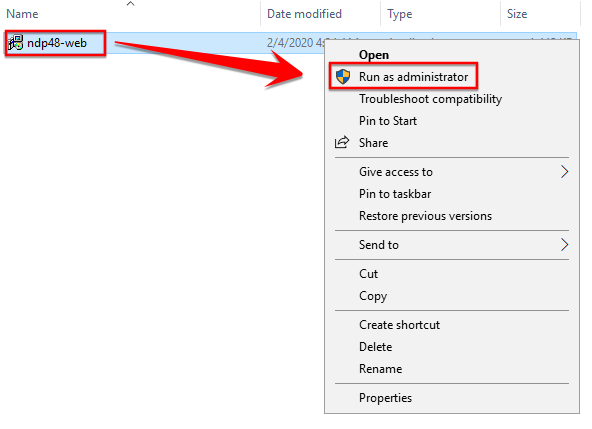 Name Date modified Type Size
ndp48-web 2/4/2020
Open
Run as administrator
Troubleshoot compatibility
Pin to Start
Share
Give access to
Pin to taskbar
Restore previous versions
Send to
Cut
Copy
Create shortcut
Delete
Rename
Properties